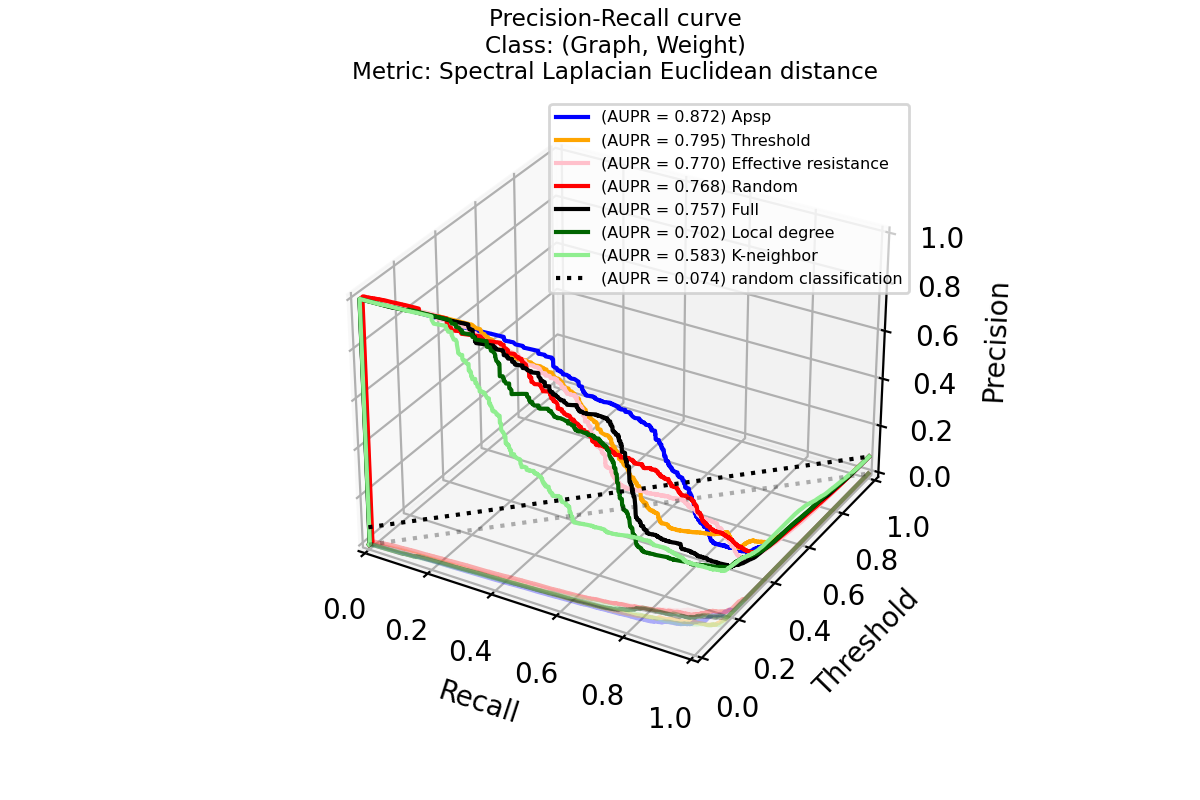 Precision-Recall curve
Class: (Graph, Weight)
Metric: Spectral Laplacian Euclidean distance
(AUPR = 0.872) Apsp
(AUPR = 0.795) Threshold
(AUPR = 0.770) Effective resistance
(AUPR = 0.768) Random
(AUPR = 0.757) Full
(AUPR = 0.702) Local degree
(AUPR = 0.583) K-neighbor
(AUPR = 0.074) random classification
1.0
0.8
0.6
0.4
0.2
0.0
Precision
1.0
0.8
0.6
0.4
0.2
0.0
Threshold
0.0
0.2
0.4
0.6
0.8
1.0
Recall